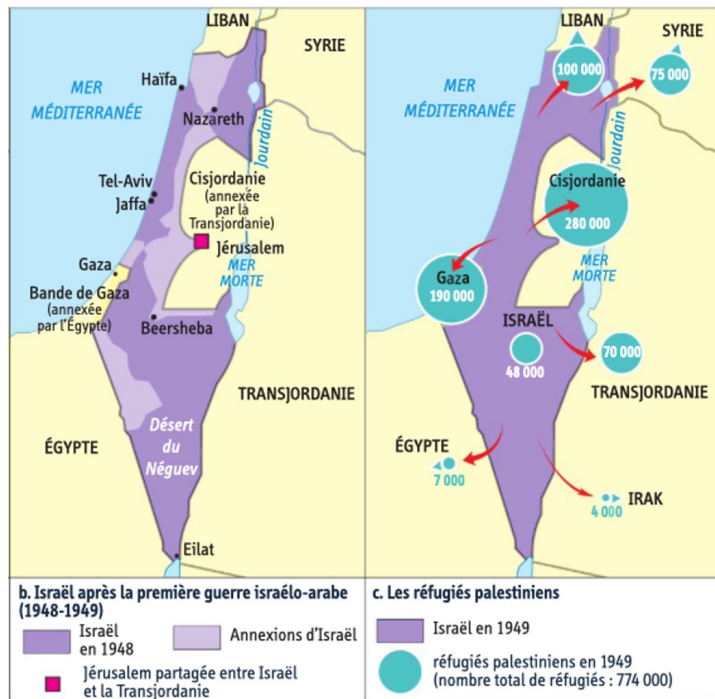 LIBAN
SYRIE
MER
MÉDITERRANÉE
Haïfa
Nazareth
Jourdain
Tel-Aviv
Jaffa
Cisjordanie
(annexée
par la
Transjordanie)
Jérusalem
Gaza
Bande de Gaza
(annexée
par l'Égypte)
MER
MORTE
Beersheba
TRANSJORDANIE
Désert
du
Néguev
ÉGYPTE
Eilat
b. Israël après la première guerre israélo-arabe
(1948-1949)
Israël
en 1948
Annexions d'Israël
Jérusalem partagée entre Israël
et la Transjordanie
LIBAN
100 000
SYRIE
75 000
MER
MÉDITERRANÉE
Jourdain
Cisjordanie
280 000
Gaza
190 000
MER
MORTE
ISRAËL
48 000
70 000
TRANSJORDANIE
ÉGYPTE
7 000
4 000
IRAK
c. Les réfugiés palestiniens
Israël en 1949
réfugiés palestiniens en 1949
(nombre total de réfugiés : 774 000)